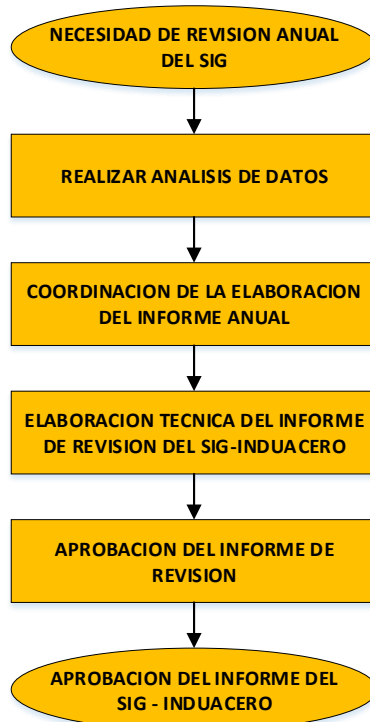 NECESIDAD DE REVISION ANUAL
DEL SIG
REALIZAR ANALISIS DE DATOS
COORDINACION DE LA ELABORACION
DEL INFORME ANUAL
ELABORACION TECNICA DEL INFORME
DE REVISION DEL SIG-INDUACERO
APROBACION DEL INFORME DE
REVISION
APROBACION DEL INFORME DEL
SIG - INDUACERO